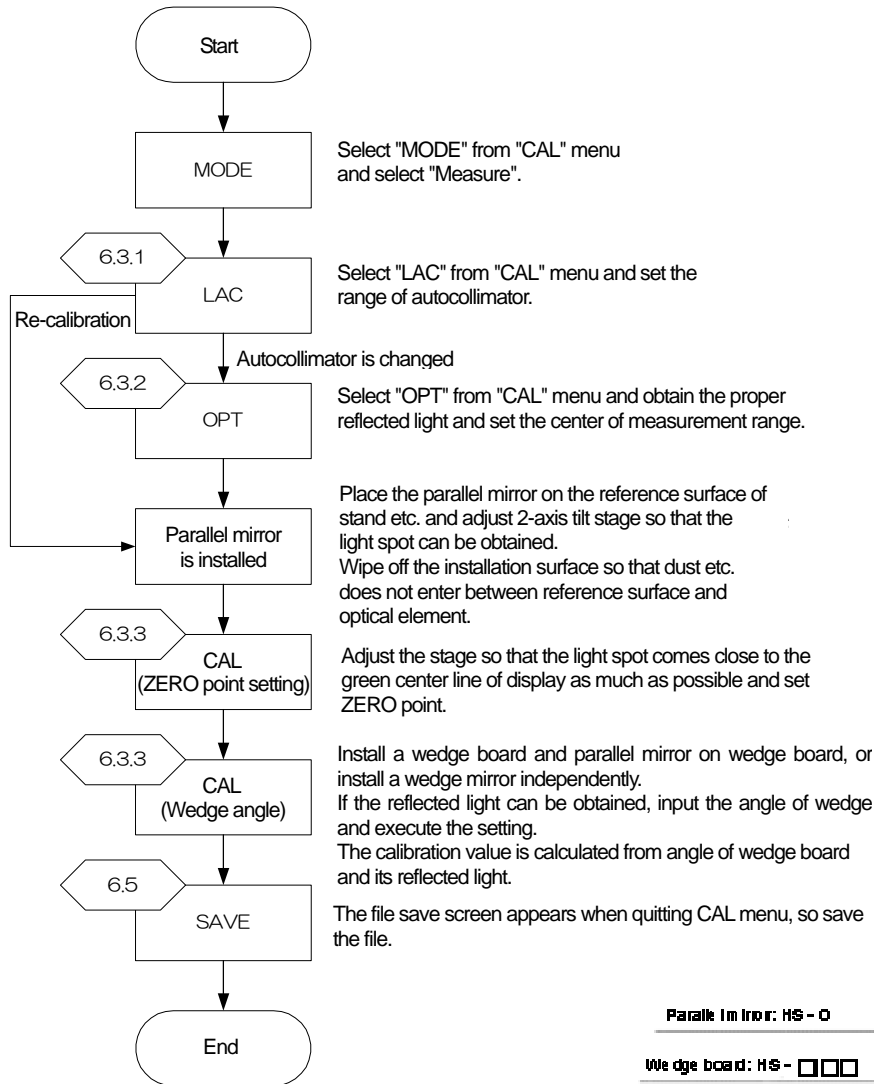 Start
MODE
Select "MODE" from "CAL" menu
and select "Measure".
6.3.1
LAC
Select "LAC" from "CAL" menu and set the
range of autocollimator.
Re-calibration
Autocollimator is changed
6.3.2
OPT
Select "OPT" from "CAL" menu and obtain the proper
reflected light and set the center of measurement range.
Parallel mirror
is installed
Place the parallel mirror on the reference surface of
stand etc. and adjust 2-axis tilt stage so that the
light spot can be obtained.
Wipe off the installation surface so that dust etc.
does not enter between reference surface and
optical element.
6.3.3
CAL
(ZERO point setting)
Adjust the stage so that the light spot comes close to the
green center line of display as much as possible and set
ZERO point.
6.3.3
CAL
(Wedge angle)
Install a wedge board and parallel mirror on wedge board, or
install a wedge mirror independently.
If the reflected light can be obtained, input the angle of wedge
and execute the setting.
The calibration value is calculated from angle of wedge board
and its reflected light.
6.5
SAVE
The file save screen appears when quitting CAL menu, so save
the file.
End
Parallel mirror: HS-0
Wedge board: HS-□□□